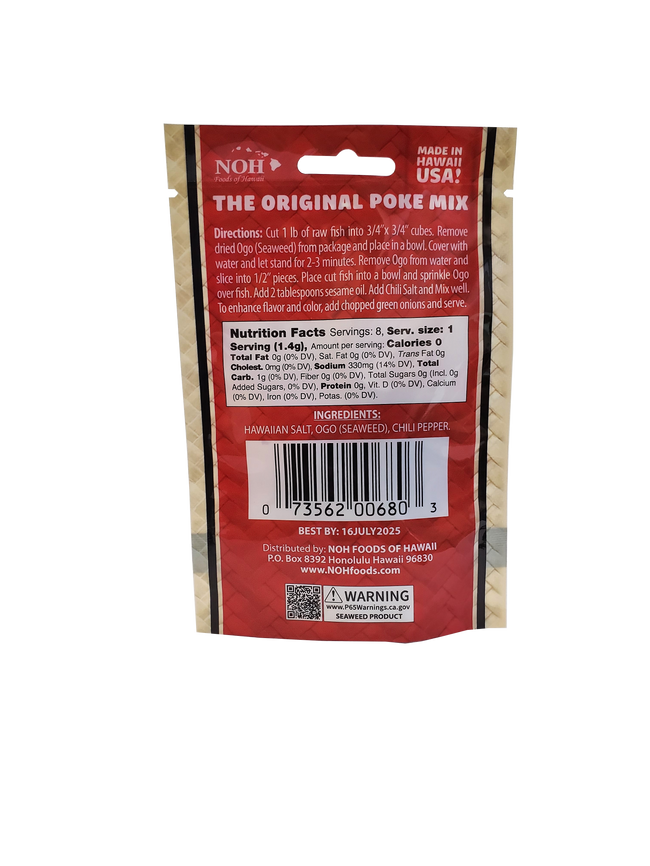 NOH
Foods of Hawaii
MADE IN
HAWAII
USA!
THE ORIGINAL POKE MIX
Directions: Cut 1 lb of raw fish into 3/4"x 3/4" cubes. Remove
dried Ogo (Seaweed) from package and place in a bowl. Cover with
water and let stand for 2-3 minutes. Remove Ogo from water and
slice into 1/2" pieces. Place cut fish into a bowl and sprinkle Ogo
over fish. Add 2 tablespoons sesame oil. Add Chili Salt and Mix well.
To enhance flavor and color, add chopped green onions and serve.
Nutrition Facts Servings: 8, Serv. size: 1
Serving (1.4g), Amount per serving: Calories 0
Total Fat 0g (0% DV), Sat. Fat 0g (0% DV), Trans Fat 0g
Cholest. 0mg (0% DV), Sodium 330mg (14% DV), Total
Carb. 1g (0% DV), Fiber 0g (0% DV), Total Sugars 0g (Incl. 0g
Added Sugars, 0% DV), Protein 0g, Vit. D (0% DV), Calcium
(0% DV), Iron (0% DV), Potas. (0% DV).
INGREDIENTS:
HAWAIIAN SALT, OGO (SEAWEED), CHILI PEPPER.
0 73562 00680 3
BEST BY: 16JULY2025
Distributed by: NOH FOODS OF HAWAII
P.O. Box 8392 Honolulu Hawaii 96830
www.NOHfoods.com
WARNING
www.P65Warnings.ca.gov
SEAWEED PRODUCT